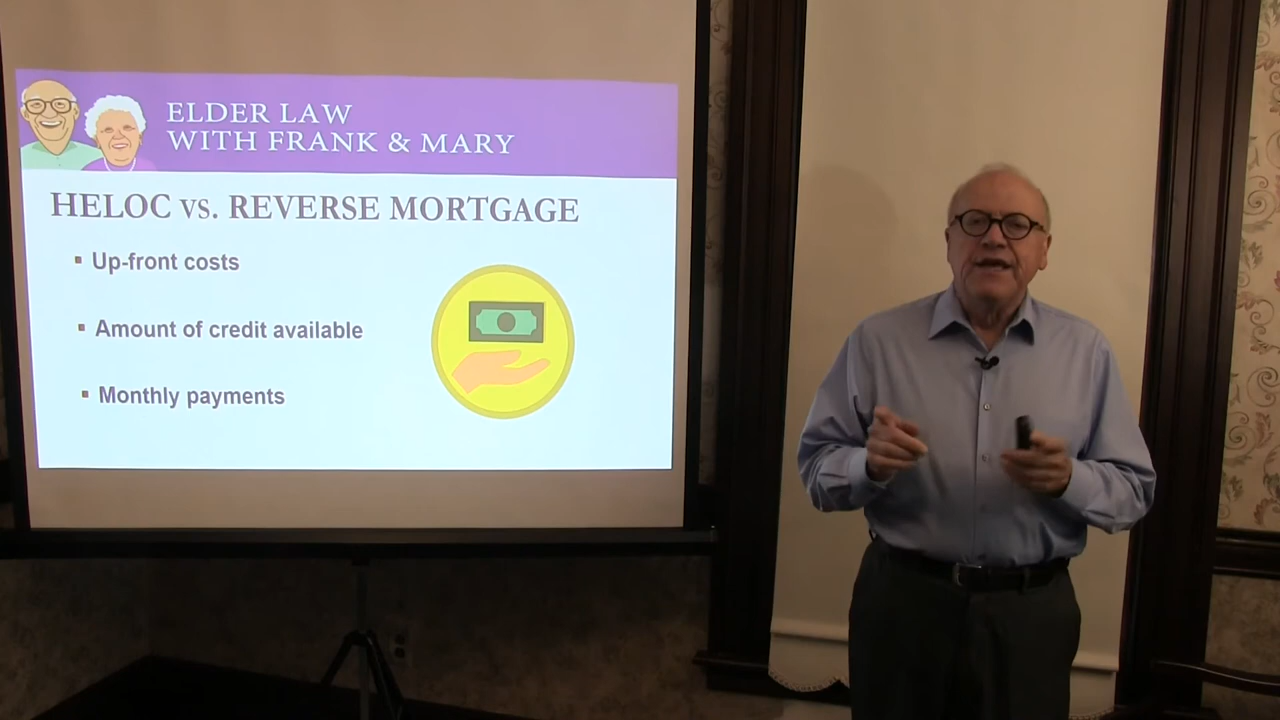 ELDER LAW
WITH FRANK & MARY
HELOC VS. REVERSE MORTGAGE
Up-front costs
Amount of credit available
Monthly payments